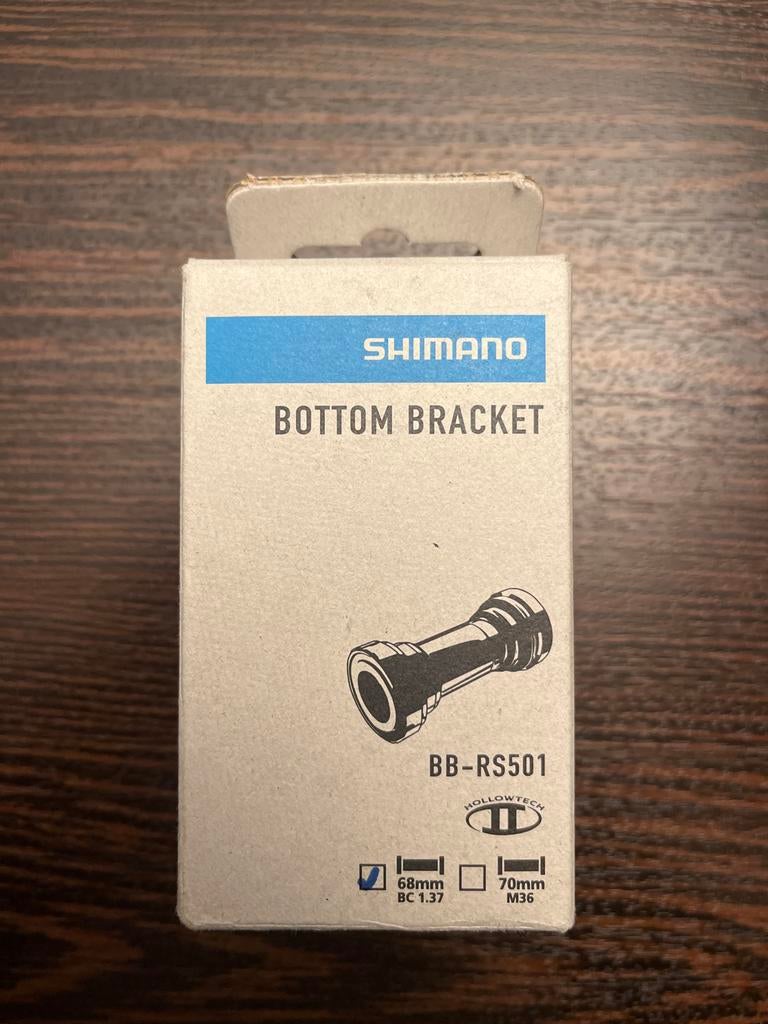 SHIMANO
BOTTOM BRACKET
BB-RS501
HOLLOWTECH
II
68mm 70mm
BC 1.37 M36